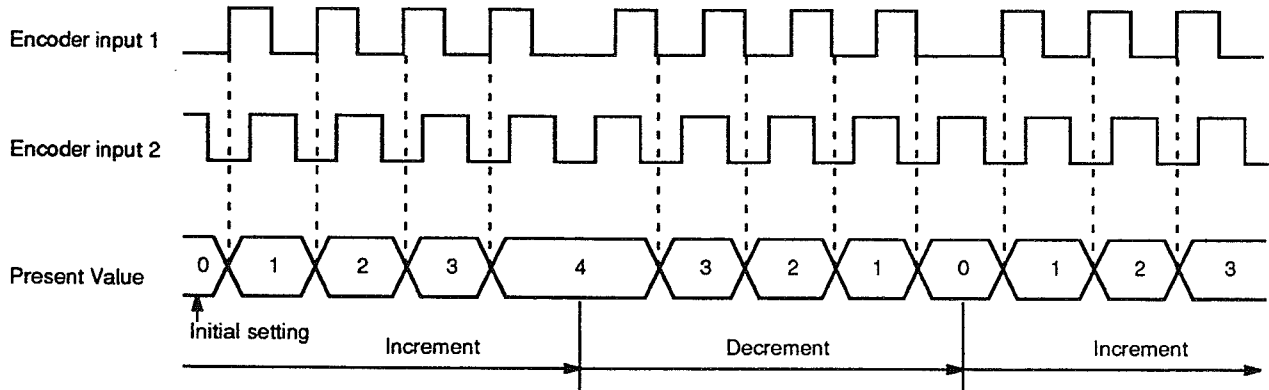 Encoder input 1
Encoder input 2
Present Value
0 1 2 3 4 3 2 1 0 1 2 3
Initial setting
Increment Decrement Increment